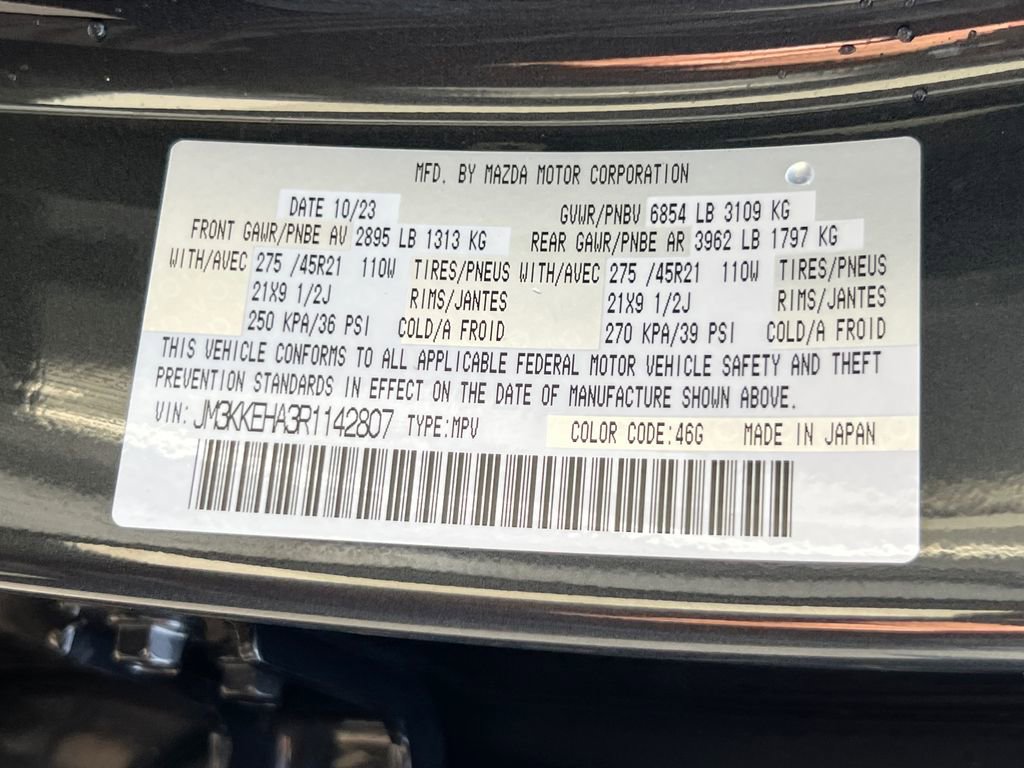 MFD. BY MAZDA MOTOR CORPORATION
DATE 10/23 GVWR/PNBV 6854 LB 3109 KG
FRONT GAWR/PNBE AV 2895 LB 1313 KG REAR GAWR/PNBE AR 3962 LB 1797 KG
WITH/AVEC 275 /45R21 110W TIRES/PNEUS WITH/AVEC 275 /45R21 110W TIRES/PNEUS
21X9 1/2J RIMS/JANTES 21X9 1/2J RIMS/JANTES
250 KPA/36 PSI COLD/A FROID 270 KPA/39 PSI COLD/A FROID
THIS VEHICLE CONFORMS TO ALL APPLICABLE FEDERAL MOTOR VEHICLE SAFETY AND THEFT
PREVENTION STANDARDS IN EFFECT ON THE DATE OF MANUFACTURE SHOWN ABOVE.
VIN: JM3KKEHA3R1142807 TYPE:MPV COLOR CODE:46G MADE IN JAPAN